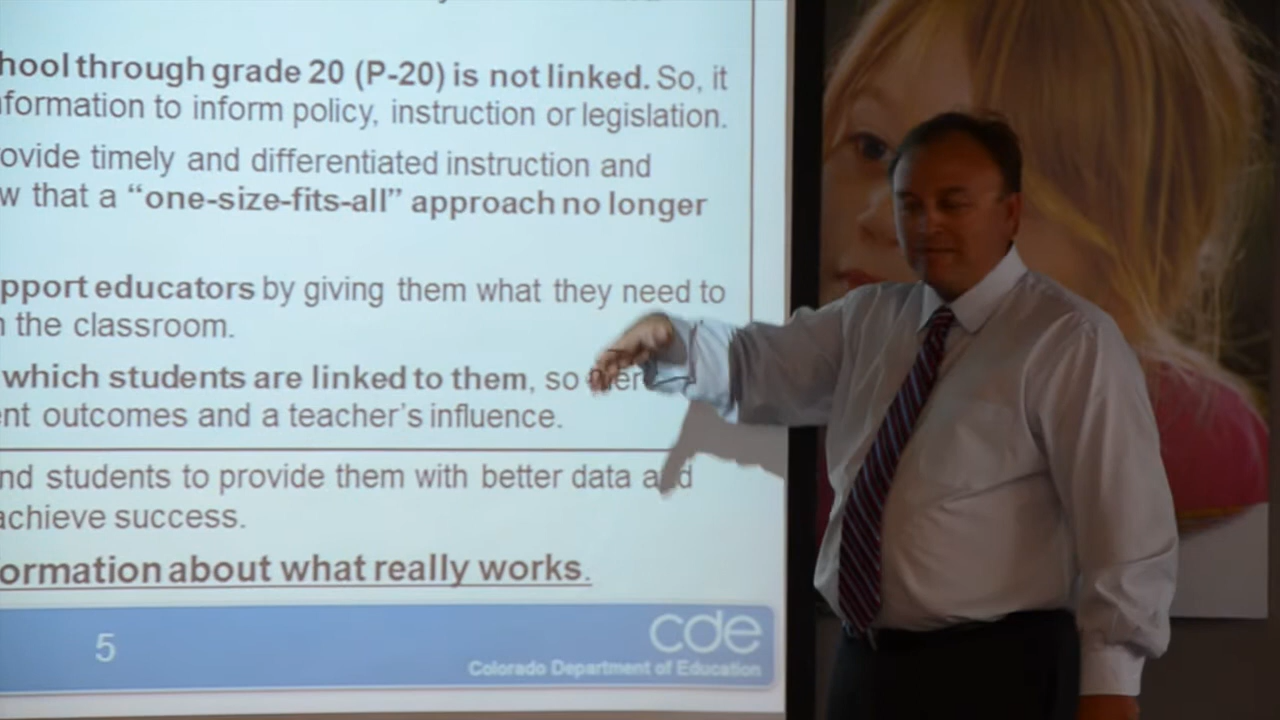 hool through grade 20 (P-20) is not linked. So, it
nformation to inform policy, instruction or legislation.
ovide timely and differentiated instruction and
w that a “one-size-fits-all” approach no longer
pport educators by giving them what they need to
n the classroom.
which students are linked to them, so
ent outcomes and a teacher’s influence.
nd students to provide them with better data and
achieve success.
ormation about what really works.
5
cde
Colorado Department of Education